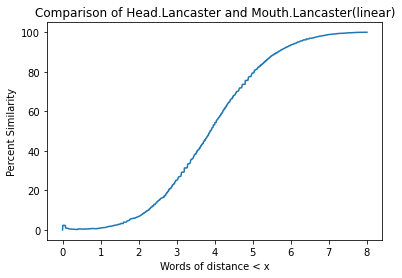 Comparison of Head.Lancaster and Mouth.Lancaster(linear)
100
80
60
40
20
0
Percent Similarity
0 1 2 3 4 5 6 7 8
Words of distance < x